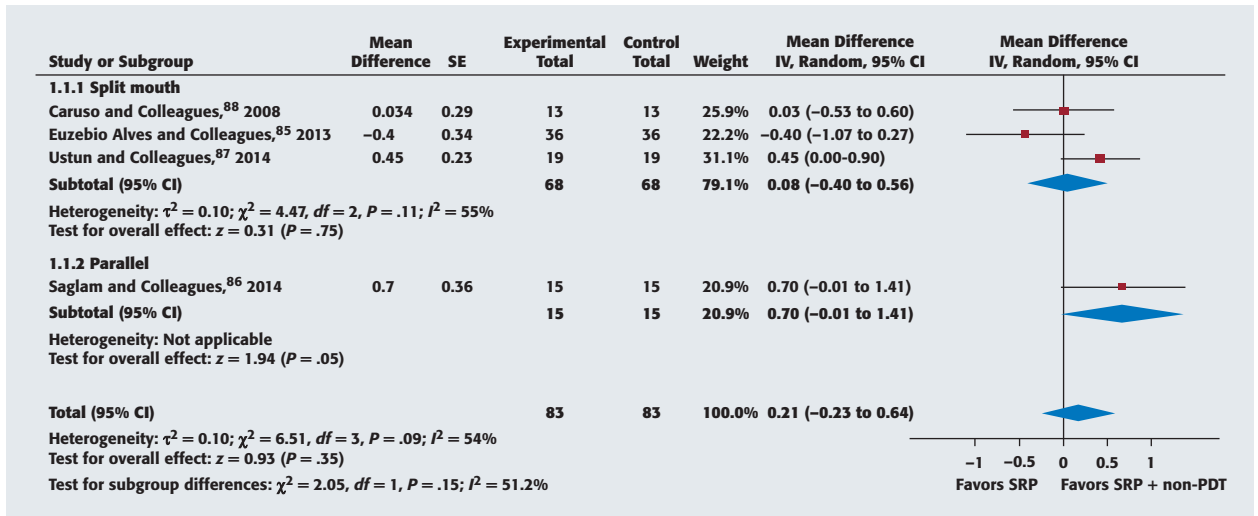 Study or Subgroup Mean Difference SE Experimental Total Control Total Weight Mean Difference IV, Random, 95% CI Mean Difference IV, Random, 95% CI
1.1.1 Split mouth
Caruso and Colleagues,88 2008 0.034 0.29 13 13 25.9% 0.03 (–0.53 to 0.60)
Euzebio Alves and Colleagues,85 2013 –0.4 0.34 36 36 22.2% –0.40 (–1.07 to 0.27)
Ustun and Colleagues,87 2014 0.45 0.23 19 19 31.1% 0.45 (0.00-0.90)
Subtotal (95% CI) 68 68 79.1% 0.08 (–0.40 to 0.56)
Heterogeneity: τ2 = 0.10; χ2 = 4.47, df = 2, P = .11; I2 = 55%
Test for overall effect: z = 0.31 (P = .75)
1.1.2 Parallel
Saglam and Colleagues,86 2014 0.7 0.36 15 15 20.9% 0.70 (–0.01 to 1.41)
Subtotal (95% CI) 15 15 20.9% 0.70 (–0.01 to 1.41)
Heterogeneity: Not applicable
Test for overall effect: z = 1.94 (P = .05)
Total (95% CI) 83 83 100.0% 0.21 (–0.23 to 0.64)
Heterogeneity: τ2 = 0.10; χ2 = 6.51, df = 3, P = .09; I2 = 54%
Test for overall effect: z = 0.93 (P = .35)
Test for subgroup differences: χ2 = 2.05, df = 1, P = .15; I2 = 51.2%
–1 –0.5 0 0.5 1
Favors SRP Favors SRP + non-PDT